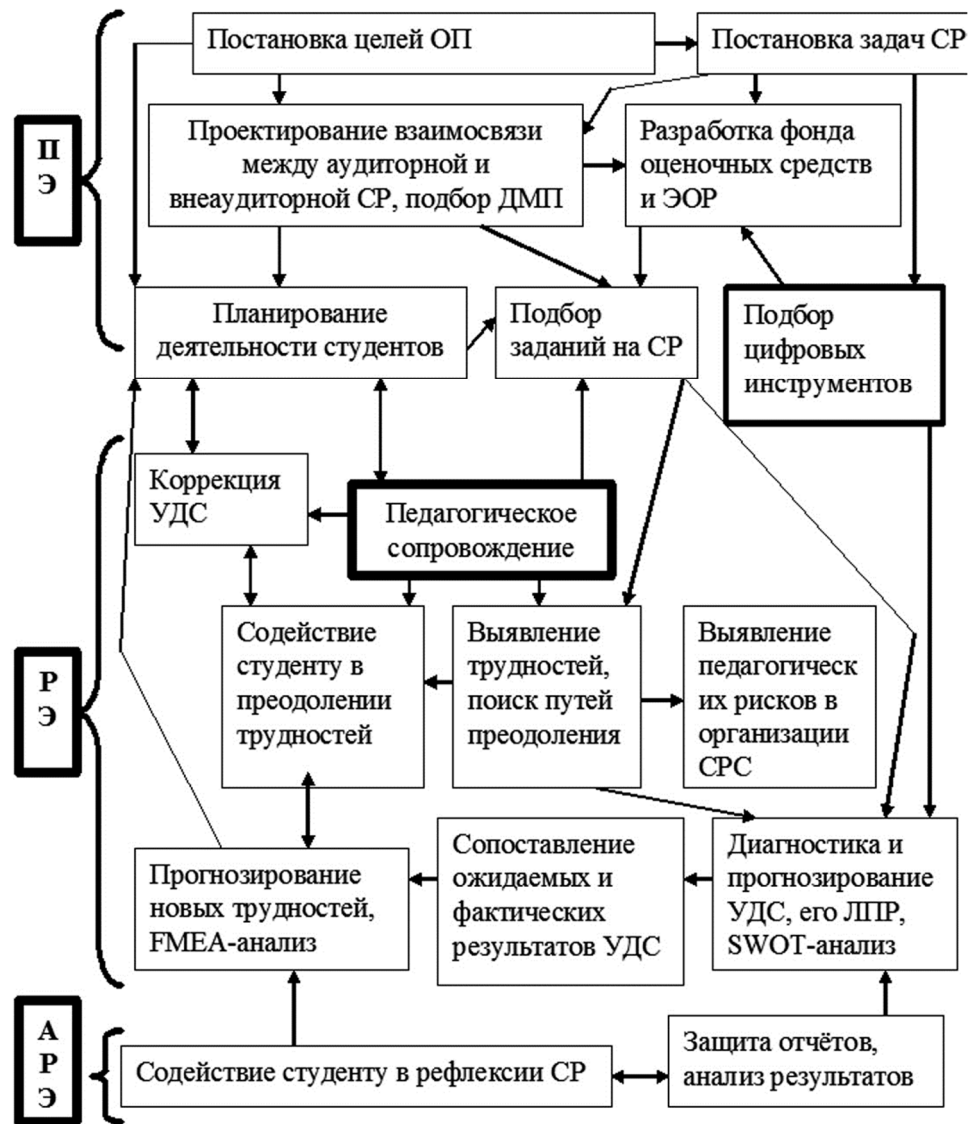 Постановка целей ОП
Постановка задач СР
П
Э
Проектирование взаимосвязи
между аудиторной и
внеаудиторной СР, подбор ДМП
Разработка фонда
оценочных средств
и ЭОР
Планирование
деятельности студентов
Подбор
заданий на СР
Подбор
цифровых
инструментов
Р
Э
Коррекция
УДС
Педагогическое
сопровождение
Содействие
студенту в
преодолении
трудностей
Выявление
трудностей,
поиск путей
преодоления
Выявление
педагогическ
их рисков в
организации
СРС
Прогнозирование
новых трудностей,
FMEA-анализ
Сопоставление
ожидаемых и
фактических
результатов УДС
Диагностика и
прогнозирование
УДС, его ЛПР,
SWOT-анализ
А
Р
Э
Содействие студенту в рефлексии СР
Защита отчётов,
анализ результатов